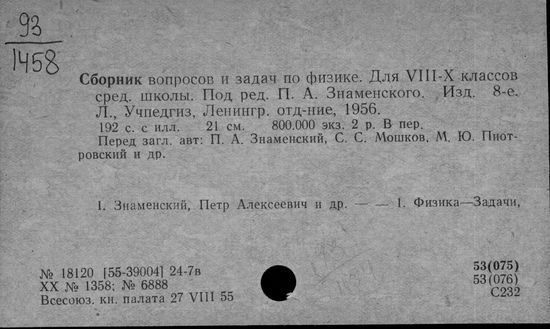 93
1458
Сборник вопросов и задач по физике. Для VIII-X классов
сред. школы. Под ред. П. А. Знаменского. Изд. 8-е.
Л., Учпедгиз, Ленингр. отд-ние, 1956.
192 с. с илл. 21 см. 800.000 экз. 2 р. В пер.
Перед загл. авт: П. А. Знаменский, С. С. Мошков, М. Ю. Пиот-
ровский и др.
I. Знаменский, Петр Алексеевич и др. — — 1. Физика—Задачи,
№ 18120 [55-39004] 24-7в
XX № 1358; № 6888
Всесоюз. кн. палата 27 VIII 55
53(075)
53(076)
С232